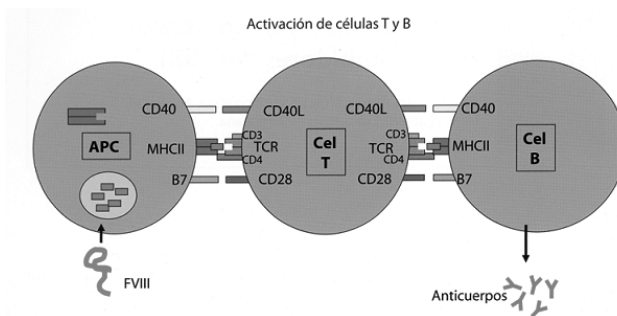 Activación de células T y B
CD40
CD40L
CD40L
CD40
APC
MHCII
CD3
TCR
CD4
Cel
T
CD3
TCR
CD4
MHCII
Cel
B
B7
CD28
CD28
B7
FVIII
Anticuerpos